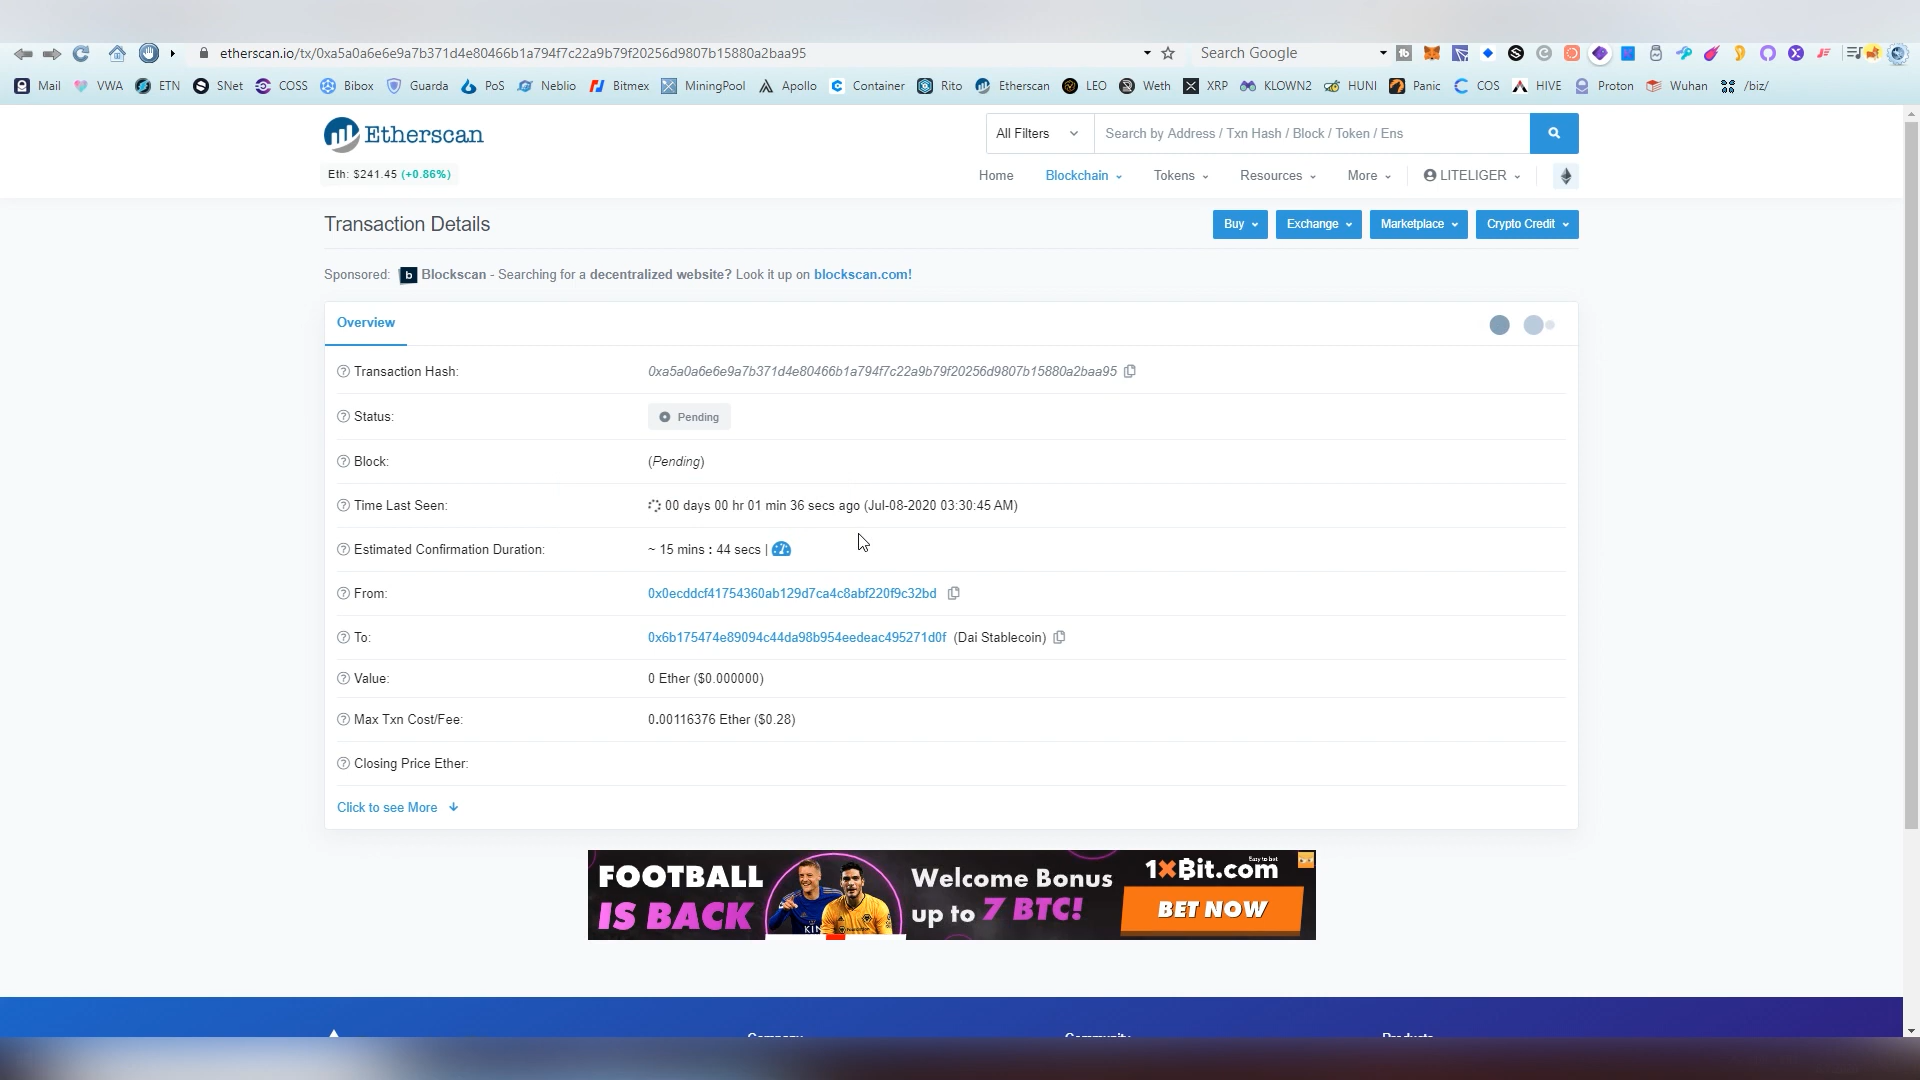 etherscan.io/tx/0xa5a0a6e6e9a7b371d4e80466b1a794f7c22a9b79f20256d9807b15880a2baa95
Search Google
Mail VWA ETN SNet COSS Bibox Guarda PoS Neblio Bitmex MiningPool Apollo Container Rito Etherscan LEO Weth XRP KLOWN2 HUNI Panic COS HIVE Proton Wuhan /biz/
Etherscan
All Filters
Search by Address / Txn Hash / Block / Token / Ens
Eth: $241.45 (+0.86%)
Home Blockchain Tokens Resources More LITELIGER
Transaction Details
Buy Exchange Marketplace Crypto Credit
Sponsored: b Blockscan - Searching for a decentralized website? Look it up on blockscan.com!
Overview
Transaction Hash: 0xa5a0a6e6e9a7b371d4e80466b1a794f7c22a9b79f20256d9807b15880a2baa95
Status: Pending
Block: (Pending)
Time Last Seen: 00 days 00 hr 01 min 36 secs ago (Jul-08-2020 03:30:45 AM)
Estimated Confirmation Duration: ~ 15 mins : 44 secs |
From: 0x0ecddcf41754360ab129d7ca4c8abf220f9c32bd
To: 0x6b175474e89094c44da98b954eedeac495271d0f (Dai Stablecoin)
Value: 0 Ether ($0.000000)
Max Txn Cost/Fee: 0.00116376 Ether ($0.28)
Closing Price Ether:
Click to see More
FOOTBALL
IS BACK
Welcome Bonus
up to 7 BTC!
Easy to bet
1XBit.com
BET NOW
Company Community Products